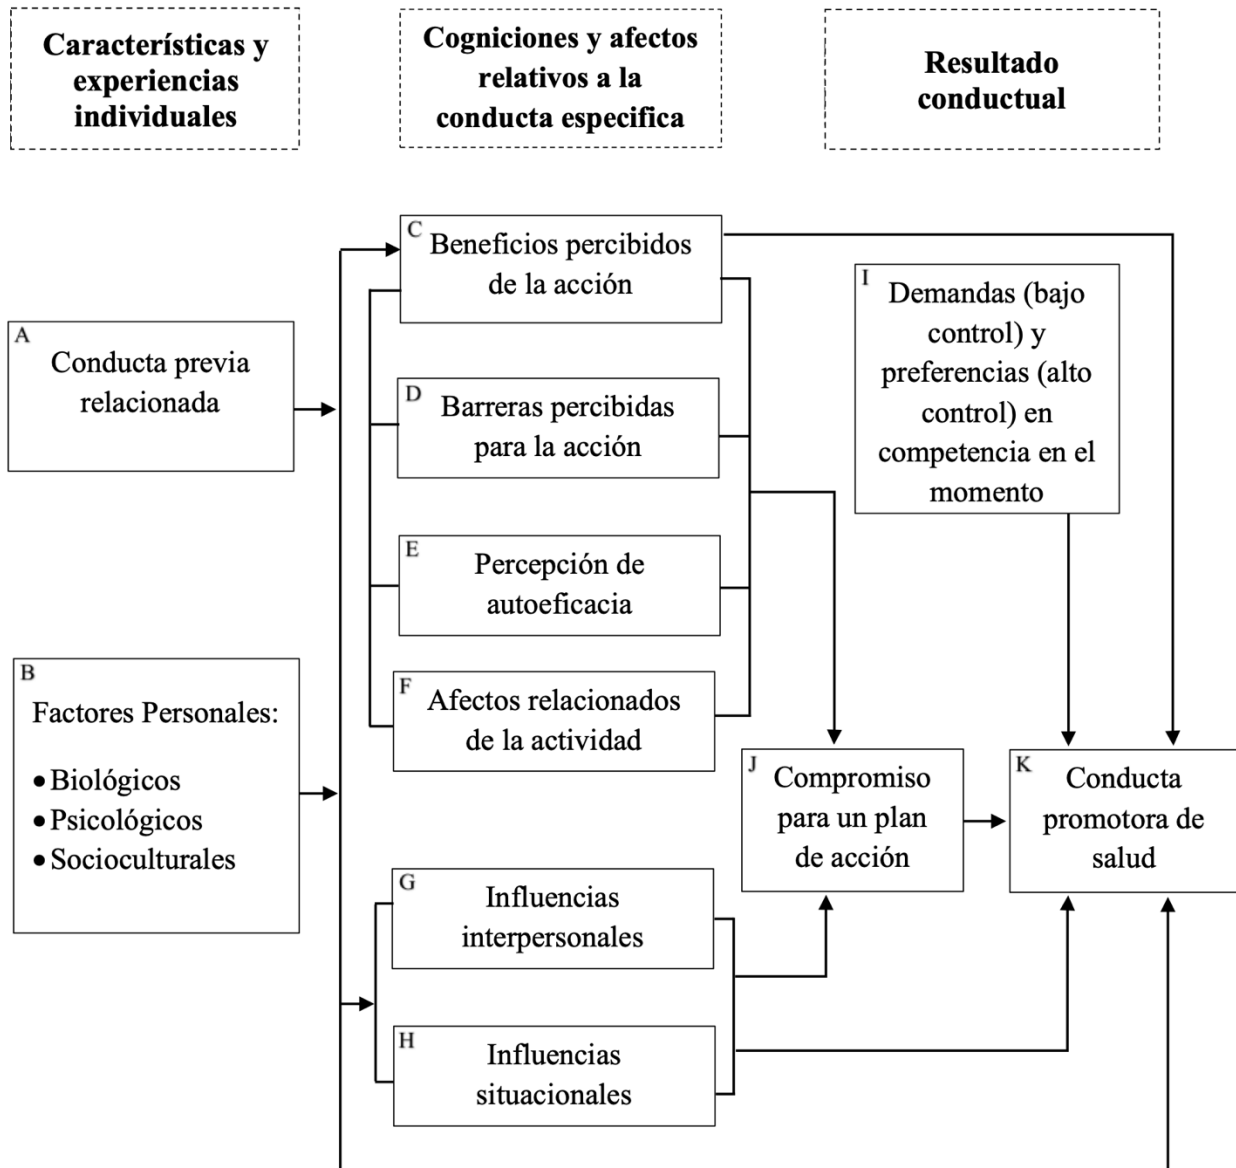 Características y
experiencias
individuales
Cogniciones y afectos
relativos a la
conducta especifica
Resultado
conductual
A
Conducta previa
relacionada
B
Factores Personales:
• Biológicos
• Psicológicos
• Socioculturales
C
Beneficios percibidos
de la acción
D
Barreras percibidas
para la acción
E
Percepción de
autoeficacia
F
Afectos relacionados
de la actividad
G
Influencias
interpersonales
H
Influencias
situacionales
I
Demandas (bajo
control) y
preferencias (alto
control) en
competencia en el
momento
J
Compromiso
para un plan
de acción
K
Conducta
promotora de
salud